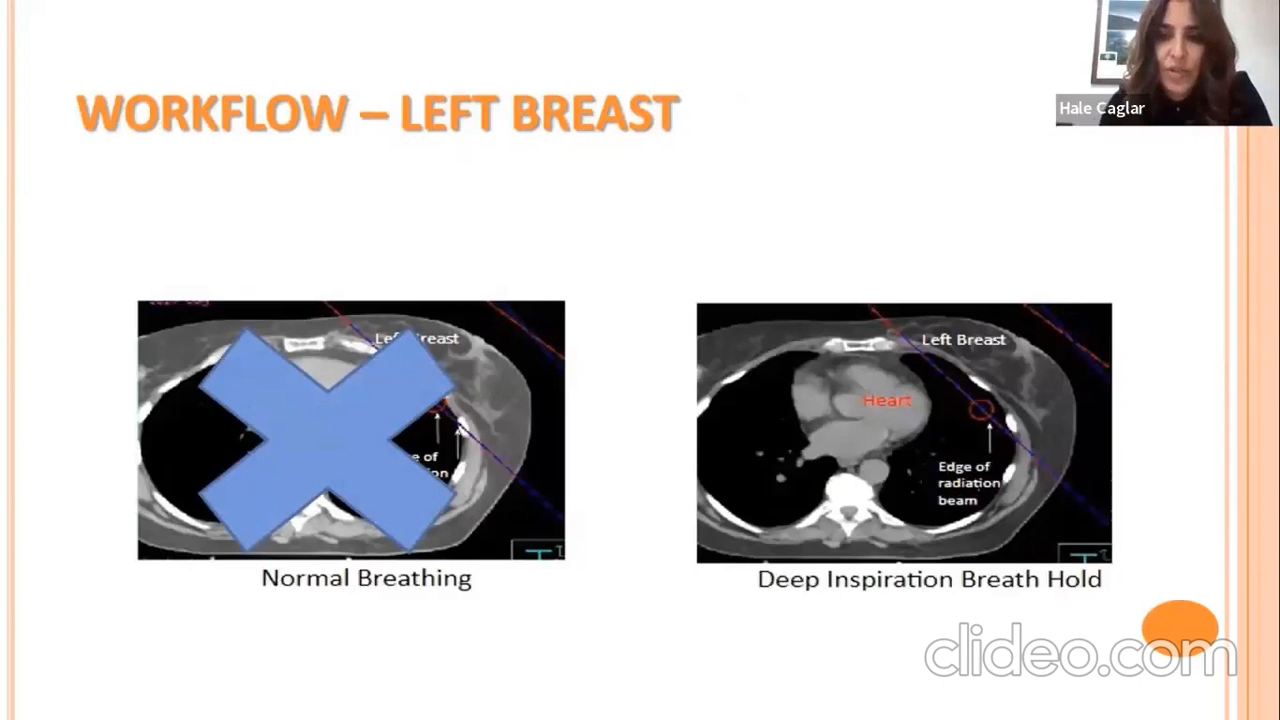 Hale Caglar
WORKFLOW – LEFT BREAST
Left Breast
Normal Breathing
Left Breast
Heart
Edge of
radiation
beam
Deep Inspiration Breath Hold
clideo.com